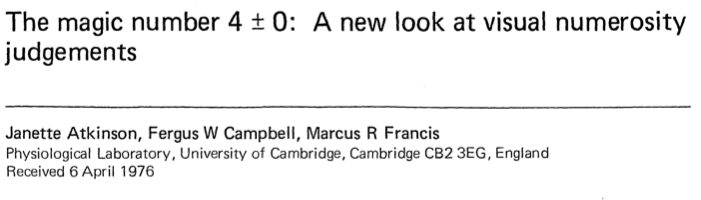 The magic number 4 ± 0: A new look at visual numerosity
judgements
Janette Atkinson, Fergus W Campbell, Marcus R Francis
Physiological Laboratory, University of Cambridge, Cambridge CB2 3EG, England
Received 6 April 1976